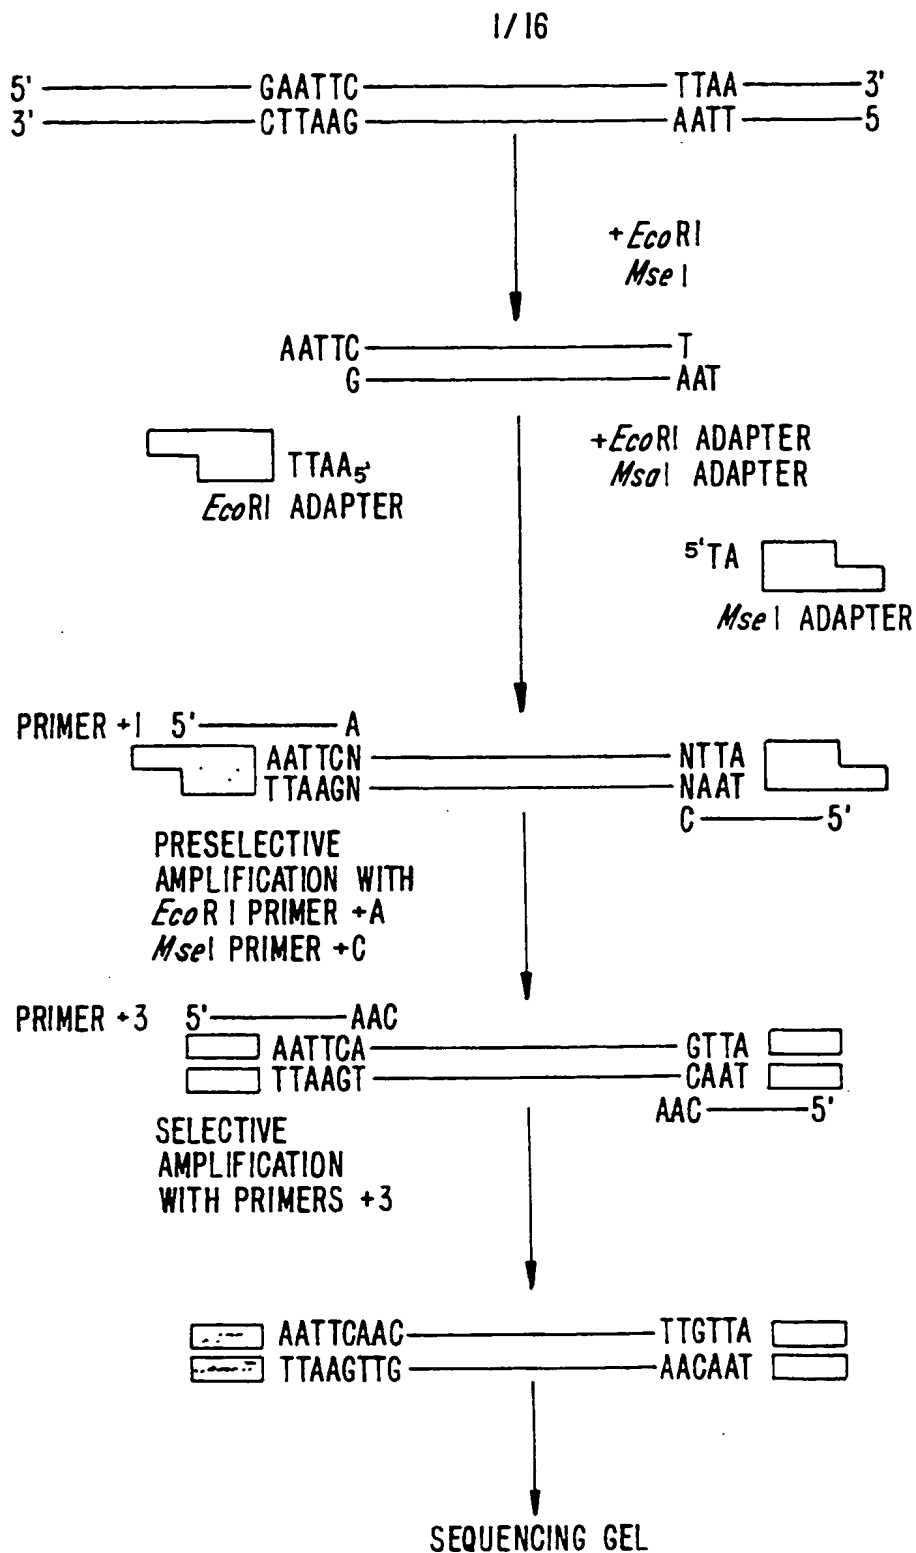 1/16
5' GAATTC TTAA 3'
3' CTTAAG AATT 5
+EcoRI
MseI
AATTC T
G AAT
+EcoRI ADAPTER
MsaI ADAPTER
TTAA5'
EcoRI ADAPTER
5'TA
MseI ADAPTER
PRIMER +1 5' A
AATTCN NTTA
TTAAGN NAAT
C 5'
PRESELECTIVE
AMPLIFICATION WITH
EcoRI PRIMER +A
MseI PRIMER +C
PRIMER +3 5' AAC
AATTCA GTTA
TTAAGT CAAT
AAC 5'
SELECTIVE
AMPLIFICATION
WITH PRIMERS +3
AATTCAAC TTGTTA
TTAAGTTG AACAAT
SEQUENCING GEL